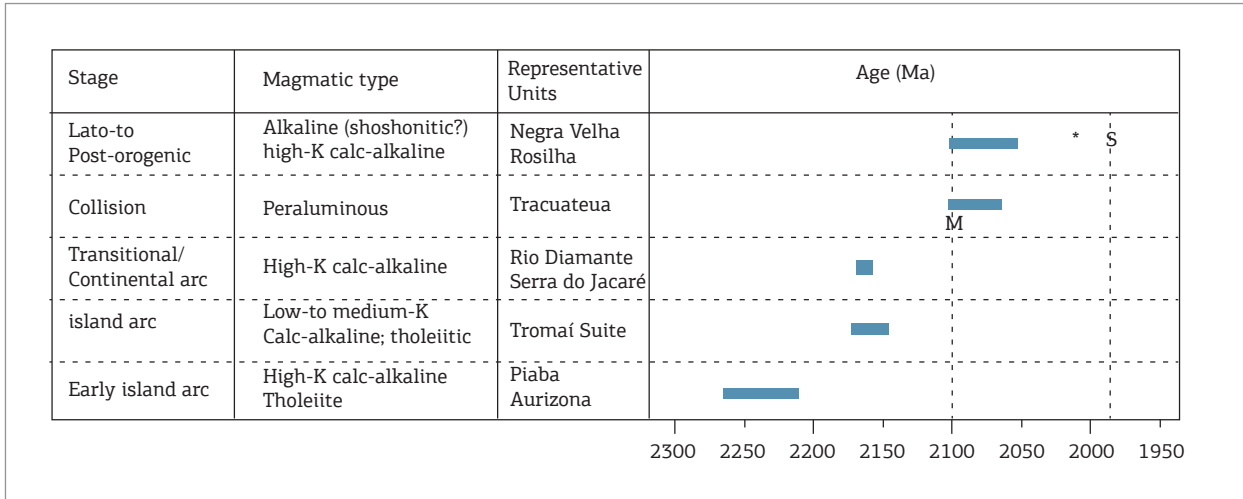 Stage
Magmatic type
Representative
Units
Age (Ma)
Lato-to
Post-orogenic
Alkaline (shoshonitic?)
high-K calc-alkaline
Negra Velha
Rosilha
* S
Collision
Peraluminous
Tracuateua
M
Transitional/
Continental arc
High-K calc-alkaline
Rio Diamante
Serra do Jacaré
island arc
Low-to medium-K
Calc-alkaline; tholeiitic
Tromaí Suite
Early island arc
High-K calc-alkaline
Tholeiite
Piaba
Aurizona
2300 2250 2200 2150 2100 2050 2000 1950